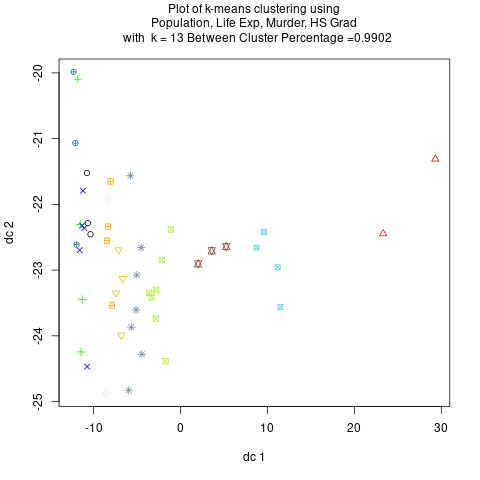 Plot of k-means clustering using
Population, Life Exp, Murder, HS Grad
with k = 13 Between Cluster Percentage =0.9902
dc 2
-20
-21
-22
-23
-24
-25
-10
0
10
20
30
dc 1